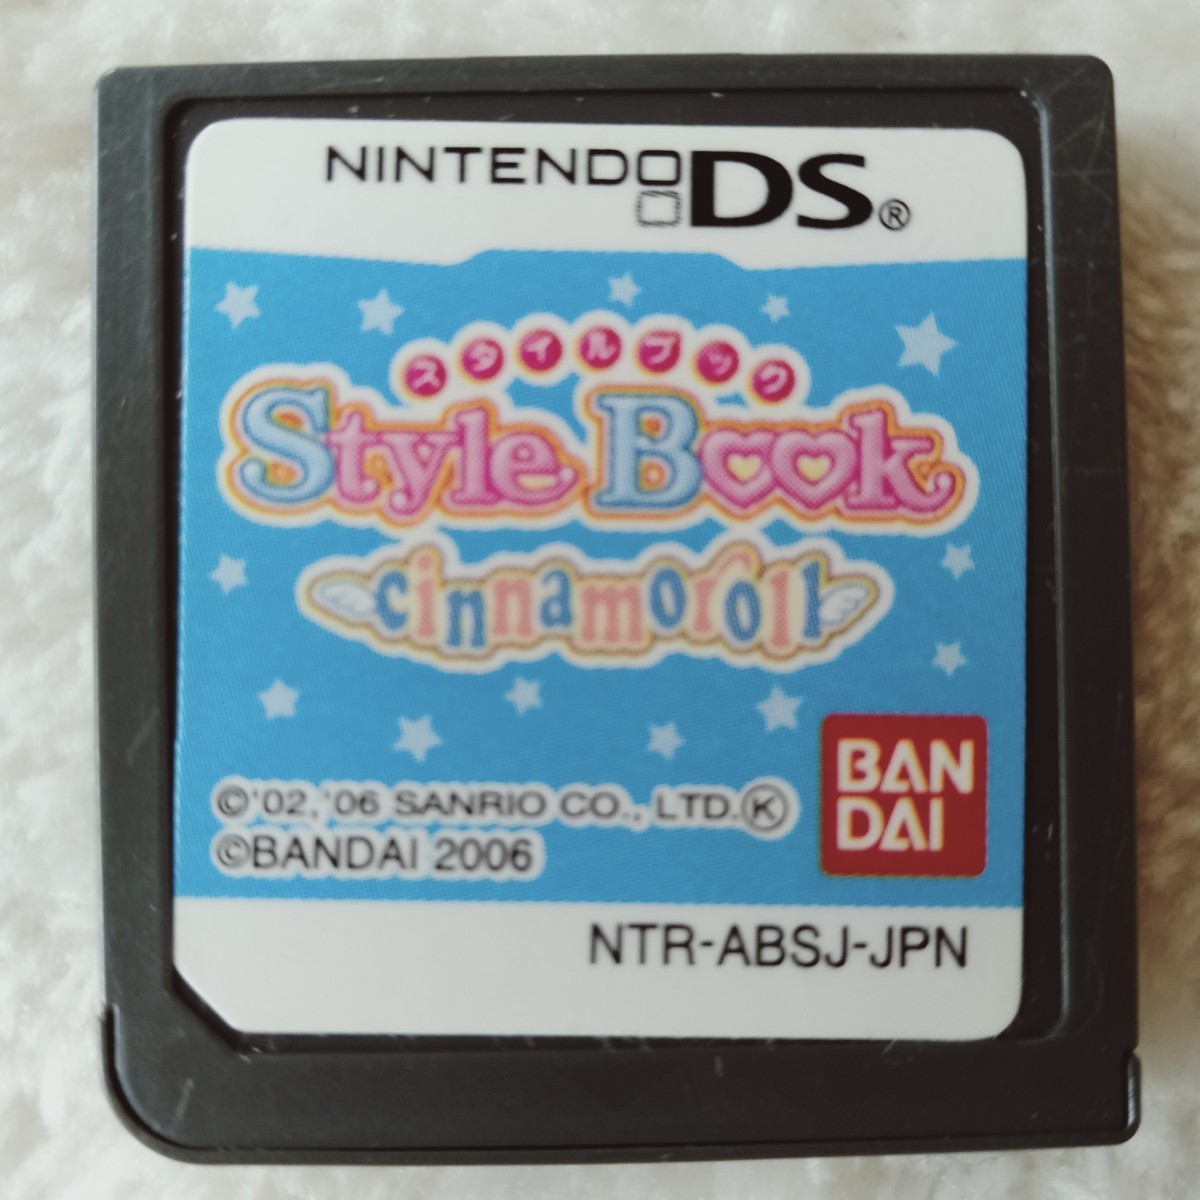 NINTENDO DS®
スタイルブック
Style Book
cinnamoroll
©'02,'06 SANRIO CO., LTD.Ⓚ
©BANDAI 2006
BAN
DAI
NTR-ABSJ-JPN